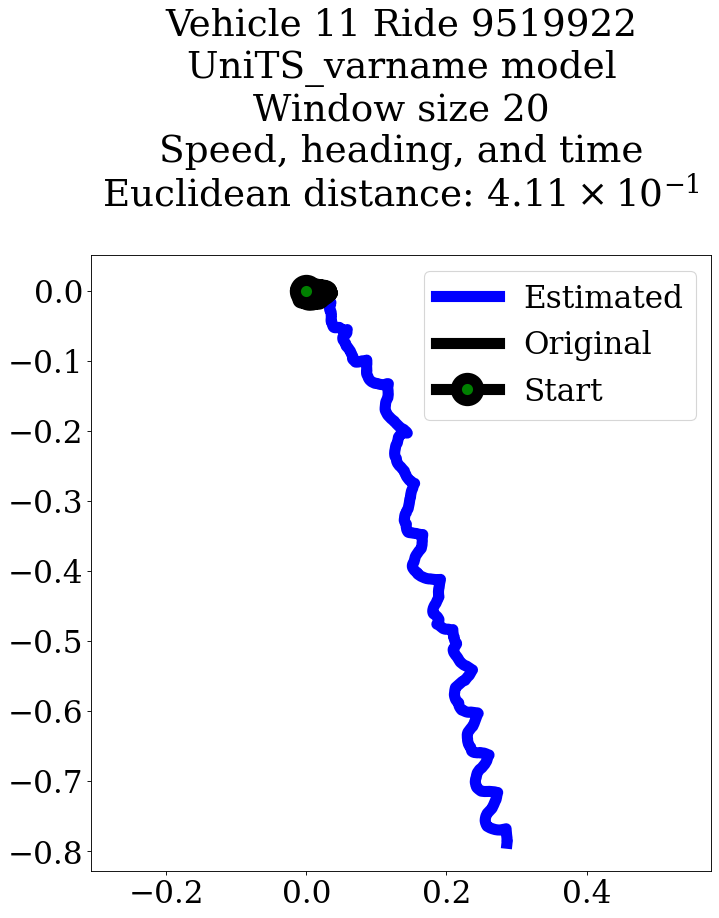 Vehicle 11 Ride 9519922
UniTS_varname model
Window size 20
Speed, heading, and time
Euclidean distance: 4.11 × 10⁻¹
Estimated
Original
Start
0.0
−0.1
−0.2
−0.3
−0.4
−0.5
−0.6
−0.7
−0.8
−0.2 0.0 0.2 0.4